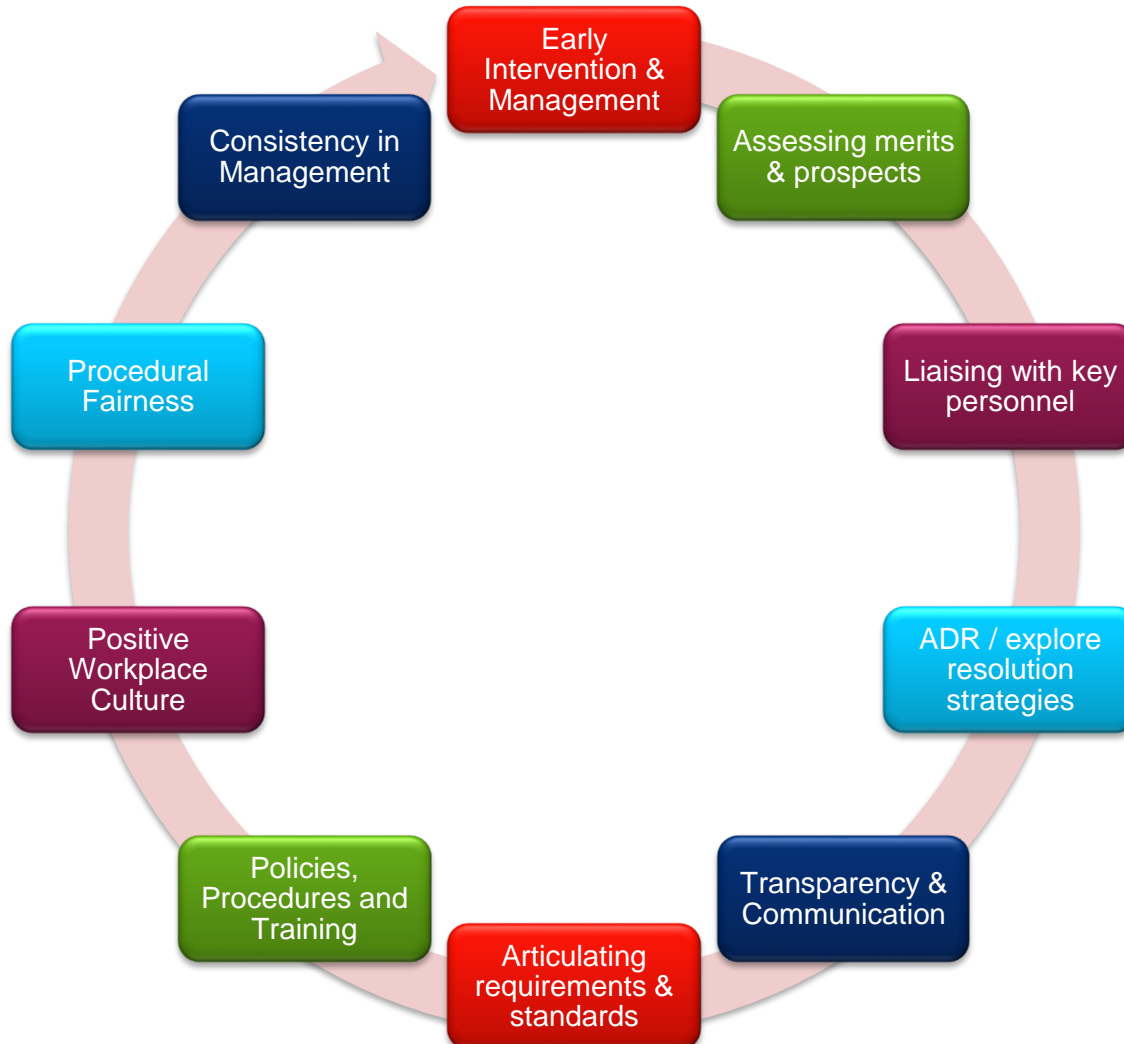 Early
Intervention &
Management
Assessing merits
& prospects
Liaising with key
personnel
ADR / explore
resolution
strategies
Transparency &
Communication
Articulating
requirements &
standards
Policies,
Procedures and
Training
Positive
Workplace
Culture
Procedural
Fairness
Consistency in
Management